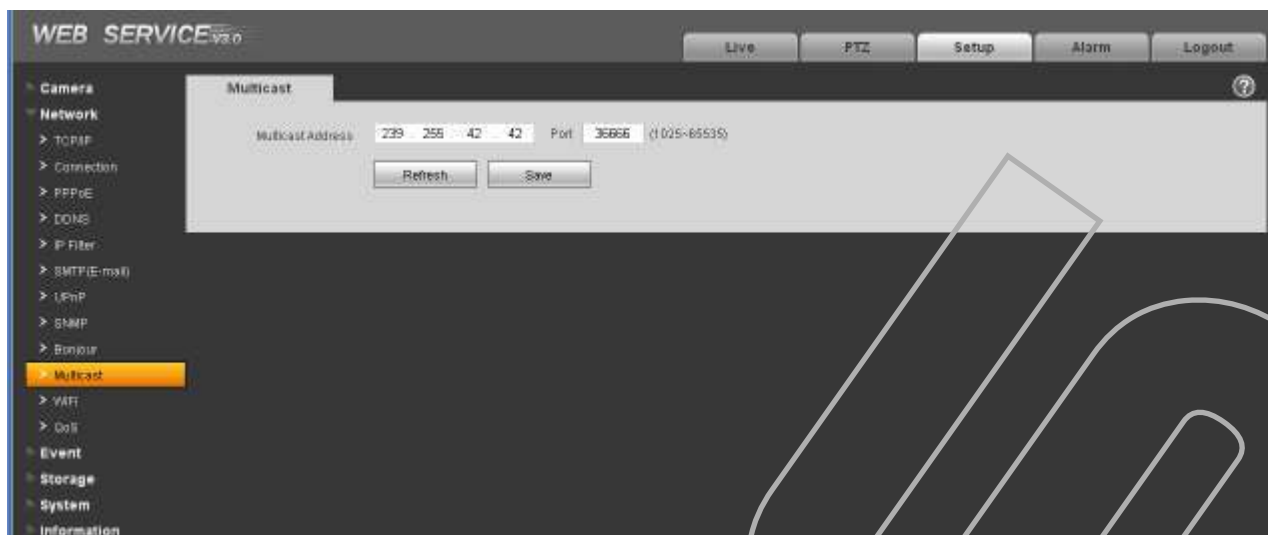 WEB SERVICE V3.0
Live
PTZ
Setup
Alarm
Logout
Camera
Network
> TCP/IP
> Connection
> PPPoE
> DDNS
> IP Filter
> SMTP(E-mail)
> UPnP
> SNMP
> Bonjour
> Multicast
> WIFI
> QoS
Event
Storage
System
Information
Multicast
?
Multicast Address 239 . 255 . 42 . 42 Port 36666 (1025~65535)
Refresh Save